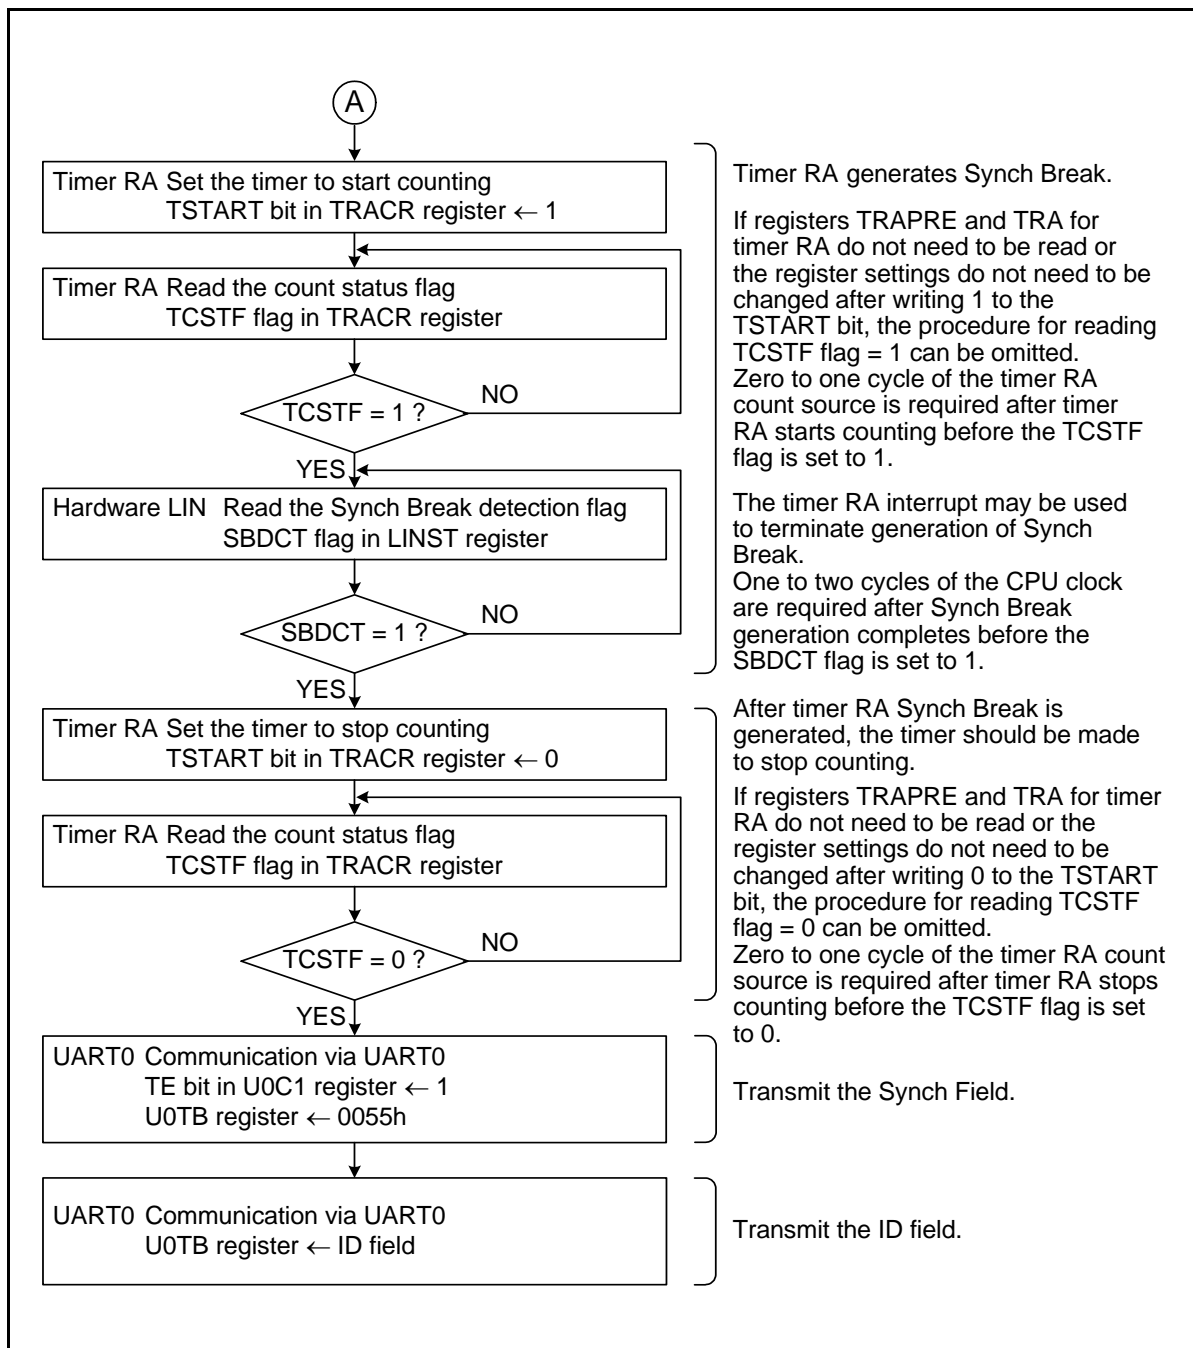 A
Timer RA Set the timer to start counting
TSTART bit in TRACR register ← 1
Timer RA Read the count status flag
TCSTF flag in TRACR register
TCSTF = 1 ?
NO
YES
Hardware LIN Read the Synch Break detection flag
SBDCT flag in LINST register
SBDCT = 1 ?
NO
YES
Timer RA generates Synch Break.
If registers TRAPRE and TRA for
timer RA do not need to be read or
the register settings do not need to be
changed after writing 1 to the
TSTART bit, the procedure for reading
TCSTF flag = 1 can be omitted.
Zero to one cycle of the timer RA
count source is required after timer
RA starts counting before the TCSTF
flag is set to 1.
The timer RA interrupt may be used
to terminate generation of Synch
Break.
One to two cycles of the CPU clock
are required after Synch Break
generation completes before the
SBDCT flag is set to 1.
Timer RA Set the timer to stop counting
TSTART bit in TRACR register ← 0
Timer RA Read the count status flag
TCSTF flag in TRACR register
TCSTF = 0 ?
NO
YES
After timer RA Synch Break is
generated, the timer should be made
to stop counting.
If registers TRAPRE and TRA for timer
RA do not need to be read or the
register settings do not need to be
changed after writing 0 to the TSTART
bit, the procedure for reading TCSTF
flag = 0 can be omitted.
Zero to one cycle of the timer RA count
source is required after timer RA stops
counting before the TCSTF flag is set
to 0.
UART0 Communication via UART0
TE bit in U0C1 register ← 1
U0TB register ← 0055h
Transmit the Synch Field.
UART0 Communication via UART0
U0TB register ← ID field
Transmit the ID field.